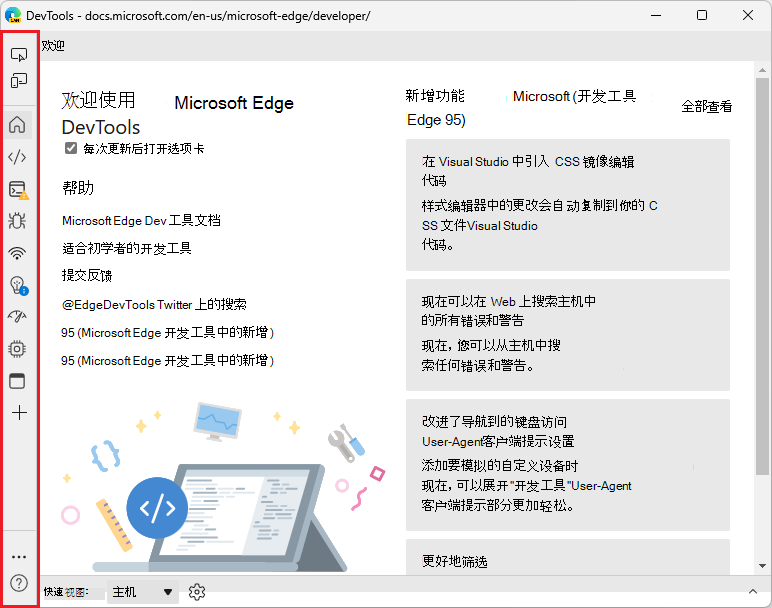 DevTools - docs.microsoft.com/en-us/microsoft-edge/developer/
欢迎
欢迎使用 Microsoft Edge
DevTools
每次更新后打开选项卡
帮助
Microsoft Edge Dev 工具文档
适合初学者的开发工具
提交反馈
@EdgeDevTools Twitter 上的搜索
95 (Microsoft Edge 开发工具中的新增)
95 (Microsoft Edge 开发工具中的新增)
新增功能 Microsoft (开发工具
Edge 95)
全部查看
在 Visual Studio 中引入 CSS 镜像编辑
代码
样式编辑器中的更改会自动复制到你的 C
SS 文件Visual Studio
代码。
现在可以在 Web 上搜索主机中
的所有错误和警告
现在，您可以从主机中搜
索任何错误和警告。
改进了导航到的键盘访问
User-Agent客户端提示设置
添加要模拟的自定义设备时
现在，可以展开"开发工具"User-Agent
客户端提示部分更加轻松。
更好地筛选
快速视图:
主机